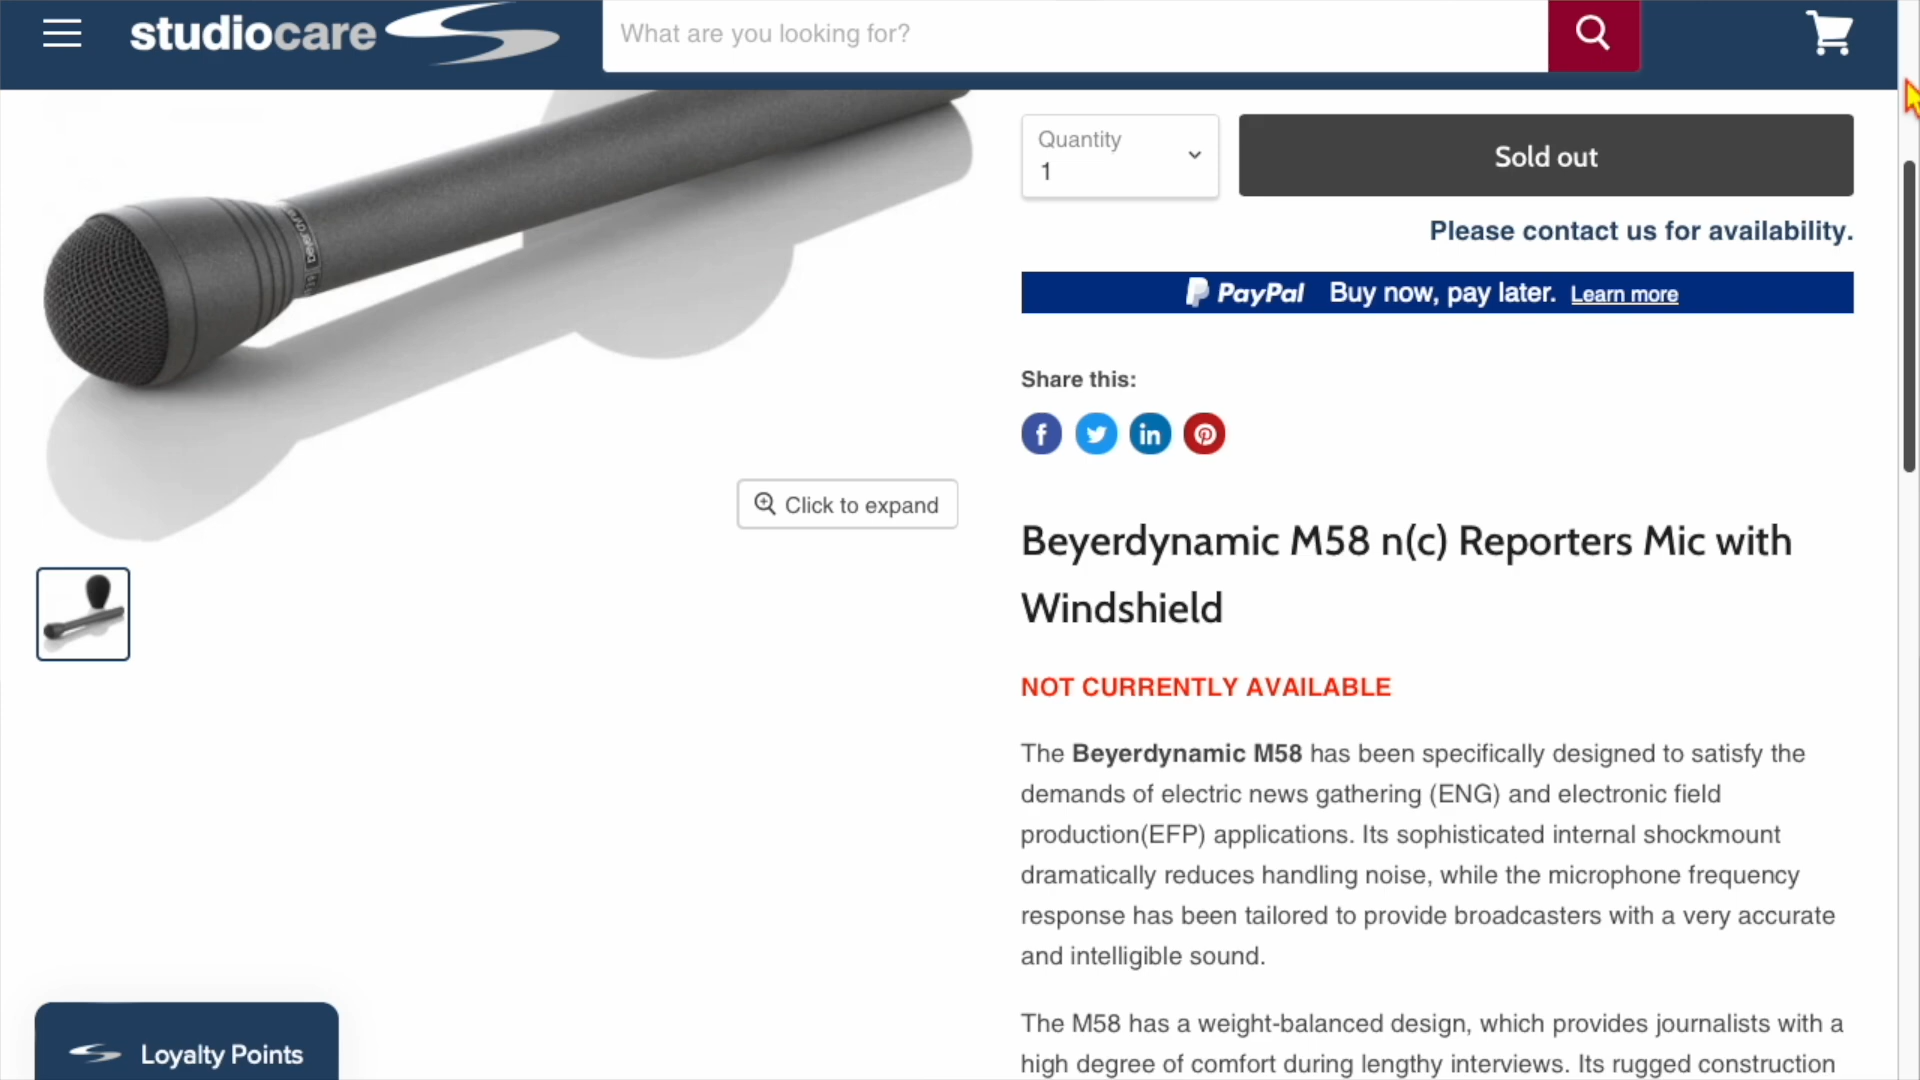 studiocare
What are you looking for?
Quantity
1
Sold out
Please contact us for availability.
PayPal Buy now, pay later. Learn more
Share this:
Click to expand
Beyerdynamic M58 n(c) Reporters Mic with
Windshield
NOT CURRENTLY AVAILABLE
The Beyerdynamic M58 has been specifically designed to satisfy the
demands of electric news gathering (ENG) and electronic field
production(EFP) applications. Its sophisticated internal shockmount
dramatically reduces handling noise, while the microphone frequency
response has been tailored to provide broadcasters with a very accurate
and intelligible sound.
The M58 has a weight-balanced design, which provides journalists with a
high degree of comfort during lengthy interviews. Its rugged construction
Loyalty Points